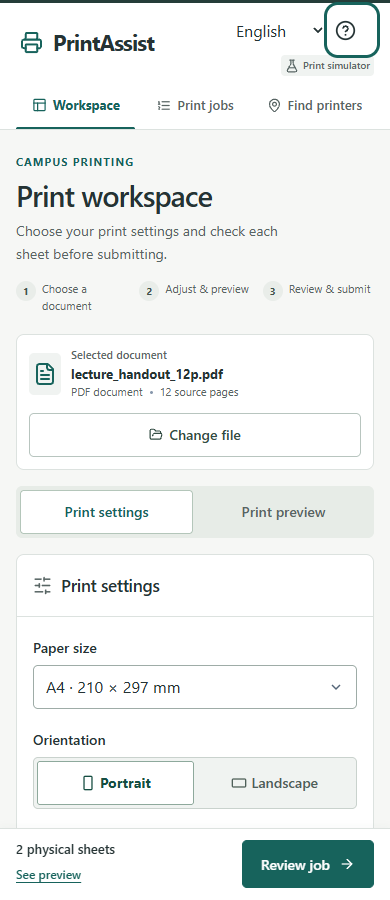 English
PrintAssist
Print simulator
Workspace
Print jobs
Find printers
CAMPUS PRINTING
Print workspace
Choose your print settings and check each
sheet before submitting.
1 Choose a
document
2 Adjust & preview
3 Review & submit
Selected document
lecture_handout_12p.pdf
PDF document • 12 source pages
Change file
Print settings
Print preview
Print settings
Paper size
A4 · 210 × 297 mm
Orientation
Portrait
Landscape
2 physical sheets
See preview
Review job